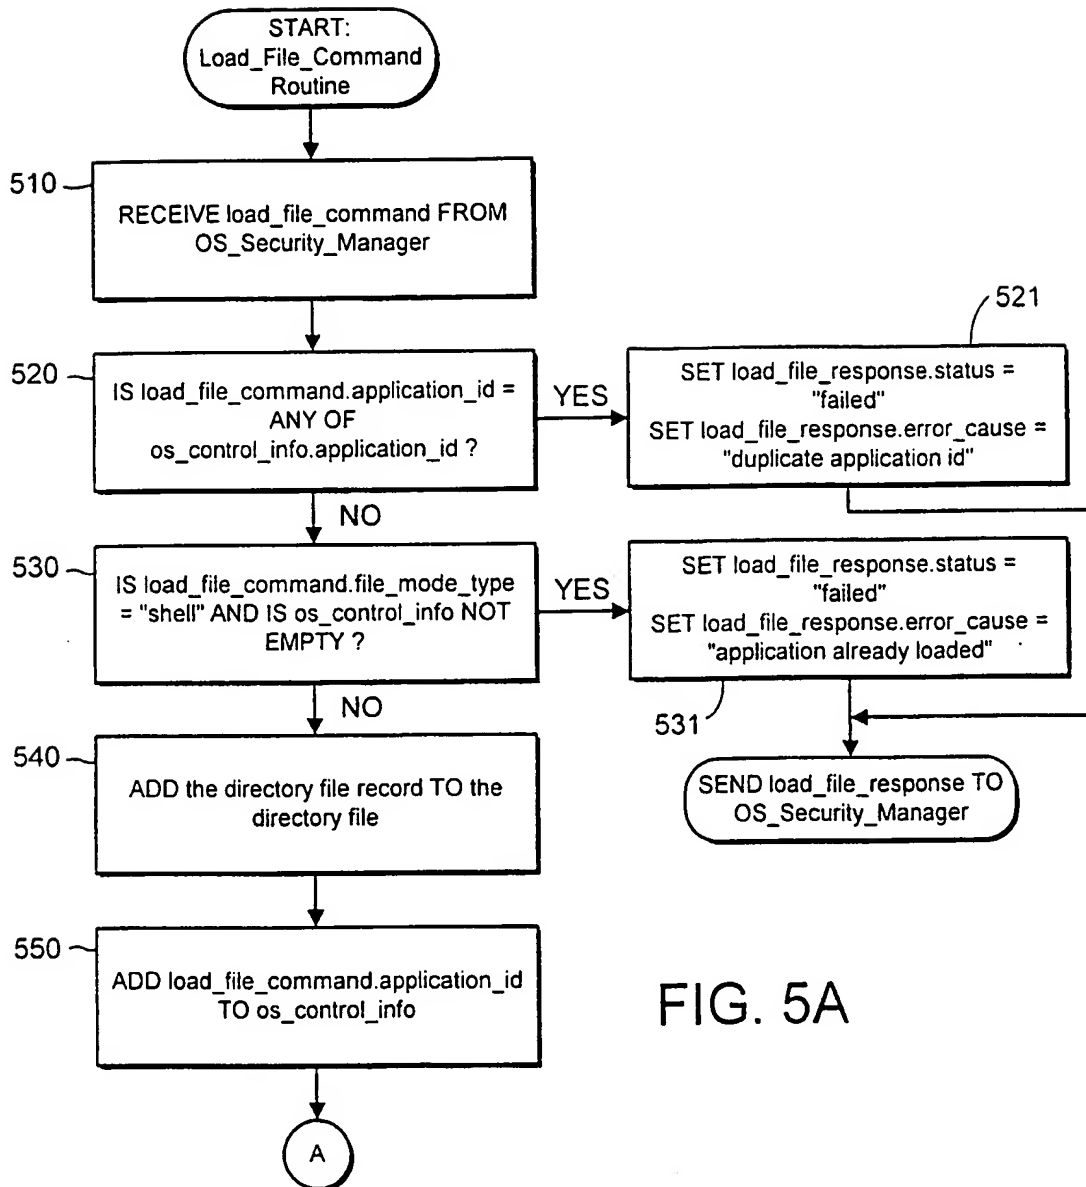 START:
Load_File_Command
Routine
510
RECEIVE load_file_command FROM
OS_Security_Manager
520
IS load_file_command.application_id =
ANY OF
os_control_info.application_id ?
YES
521
SET load_file_response.status =
"failed"
SET load_file_response.error_cause =
"duplicate application id"
NO
530
IS load_file_command.file_mode_type
= "shell" AND IS os_control_info NOT
EMPTY ?
YES
SET load_file_response.status =
"failed"
SET load_file_response.error_cause =
"application already loaded"
531
NO
SEND load_file_response TO
OS_Security_Manager
540
ADD the directory file record TO the
directory file
550
ADD load_file_command.application_id
TO os_control_info
FIG. 5A
A